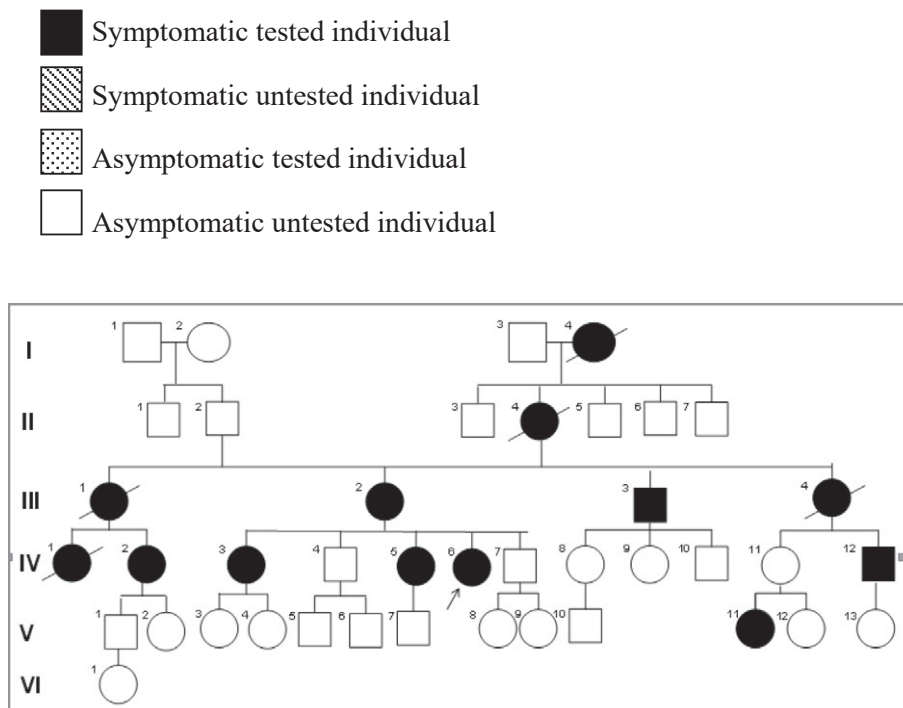 Symptomatic tested individual
Symptomatic untested individual
Asymptomatic tested individual
Asymptomatic untested individual
I
1 2 3 4
II
1 2 3 4 5 6 7
III
1 2 3 4
IV
1 2 3 4 5 6 7 8 9 10 11 12
V
1 2 3 4 5 6 7 8 9 10 11 12 13
VI
1